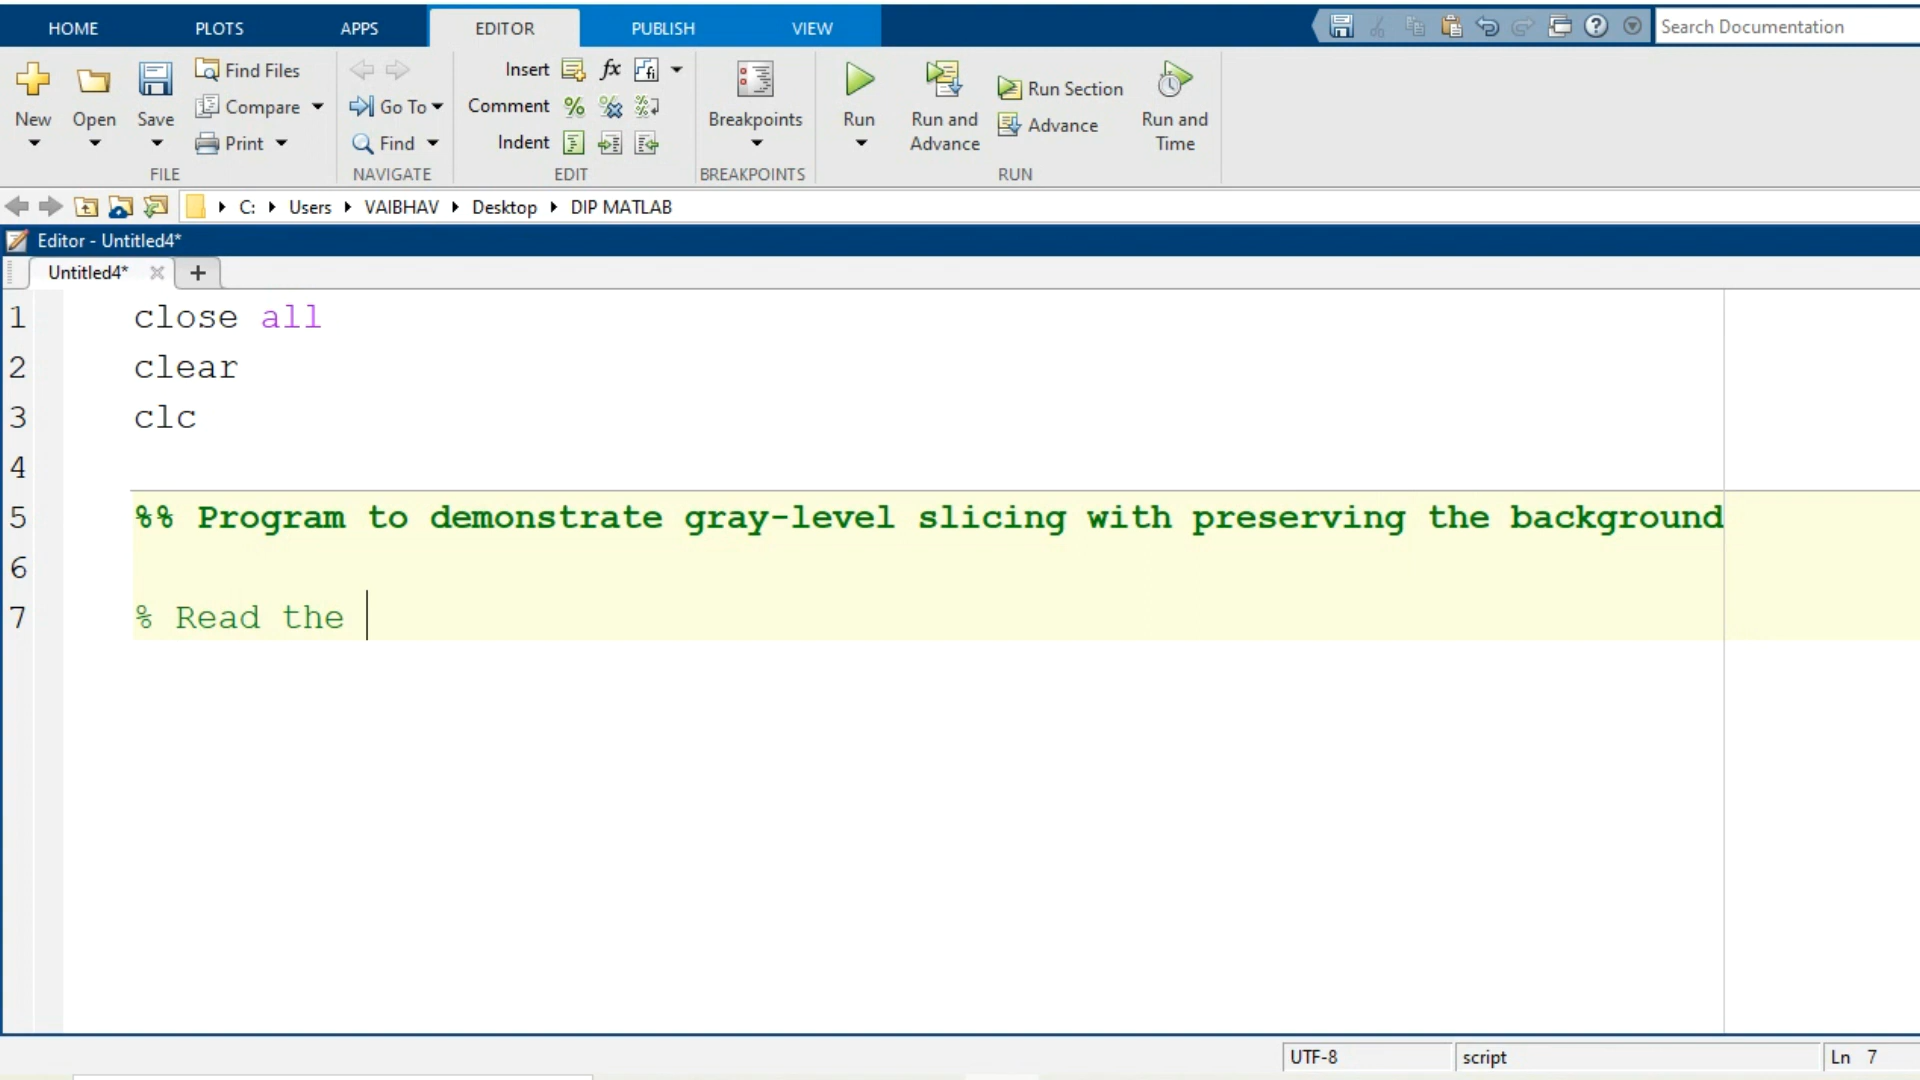 HOME PLOTS APPS EDITOR PUBLISH VIEW Search Documentation
Find Files Insert fx
New Open Save Compare Go To Comment % Breakpoints Run Run and Advance Run Section Advance Run and Time
Print Find Indent
FILE NAVIGATE EDIT BREAKPOINTS RUN
C: Users VAIBHAV Desktop DIP MATLAB
Editor - Untitled4*
Untitled4* × +
1 close all
2 clear
3 clc
4
5 %% Program to demonstrate gray-level slicing with preserving the background
6
7 % Read the
UTF-8 script Ln 7